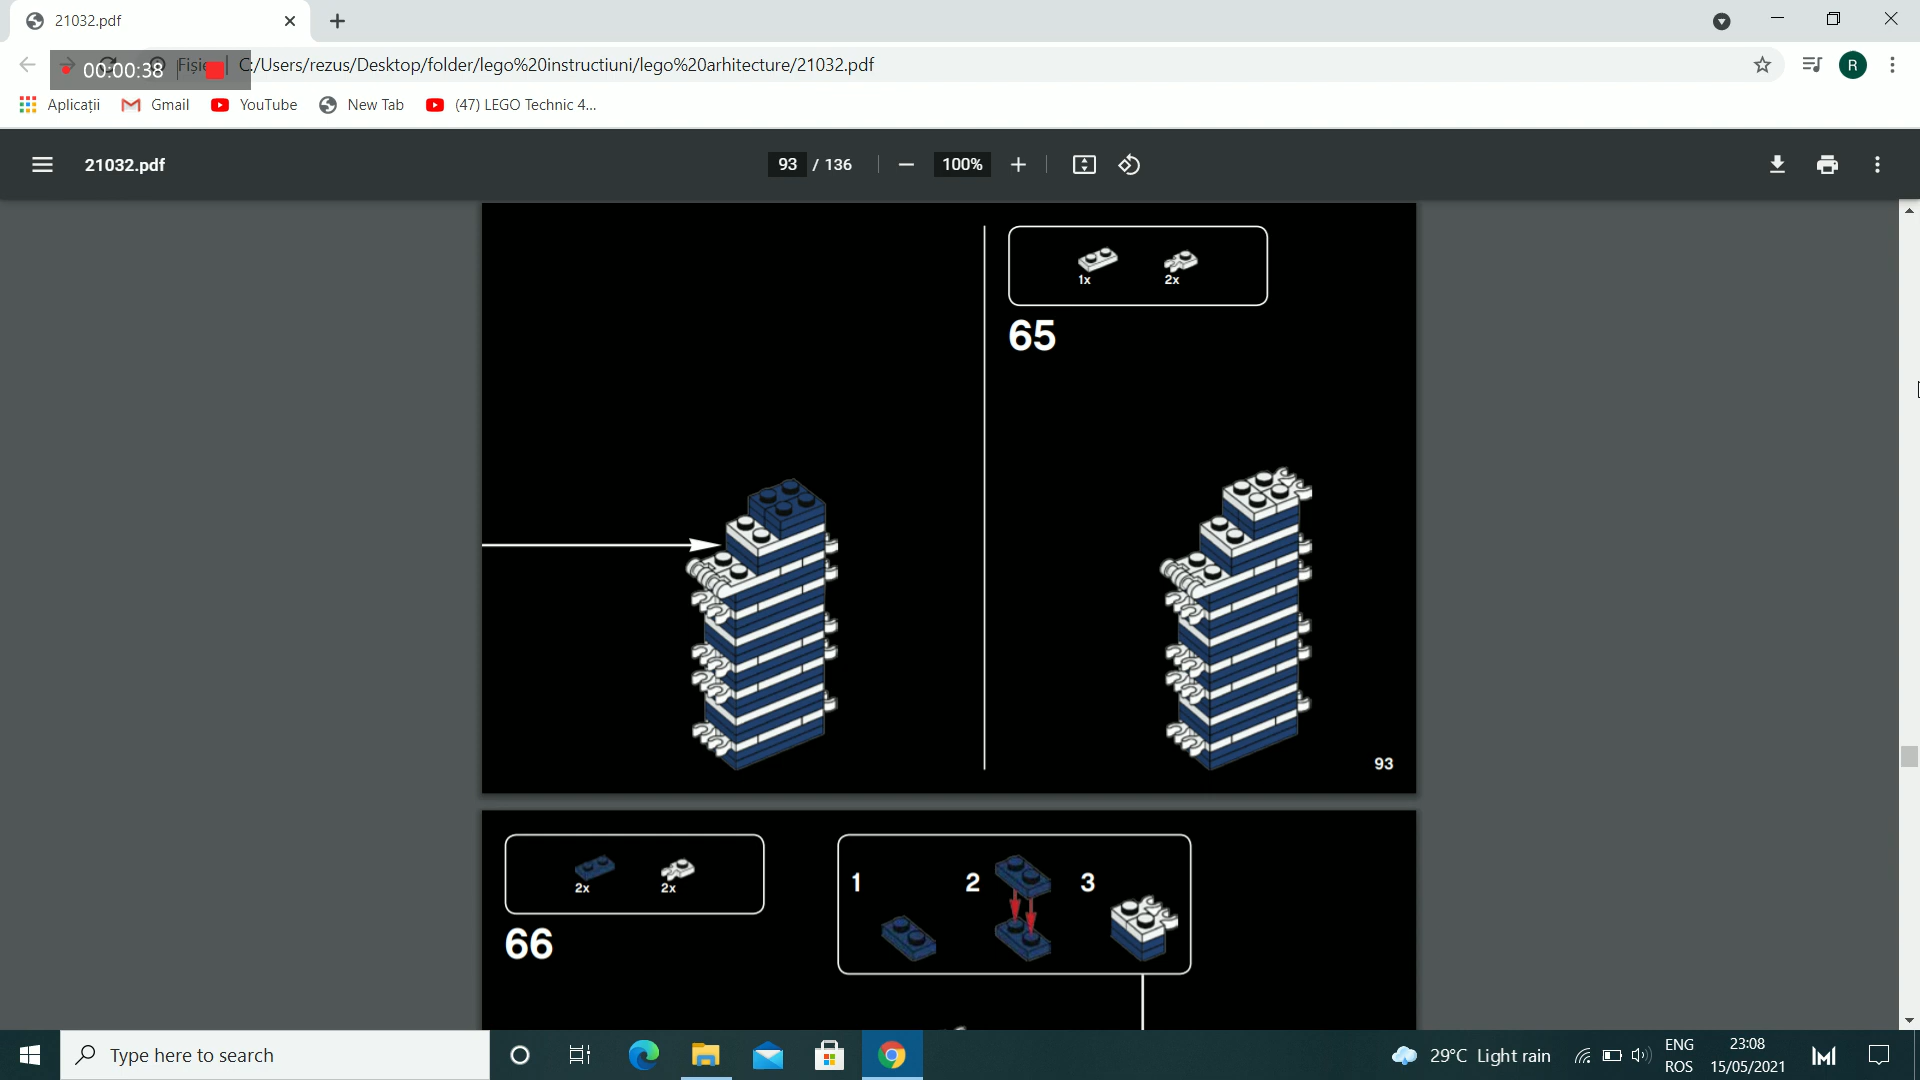 21032.pdf
00:00:38
Fișie
C:/Users/rezus/Desktop/folder/lego%20instructiuni/lego%20arhitecture/21032.pdf
R
Aplicații
Gmail
YouTube
New Tab
(47) LEGO Technic 4...
21032.pdf
93 / 136
100%
1x
2x
65
93
2x
2x
66
1
2
3
Type here to search
29°C Light rain
ENG
ROS
23:08
15/05/2021